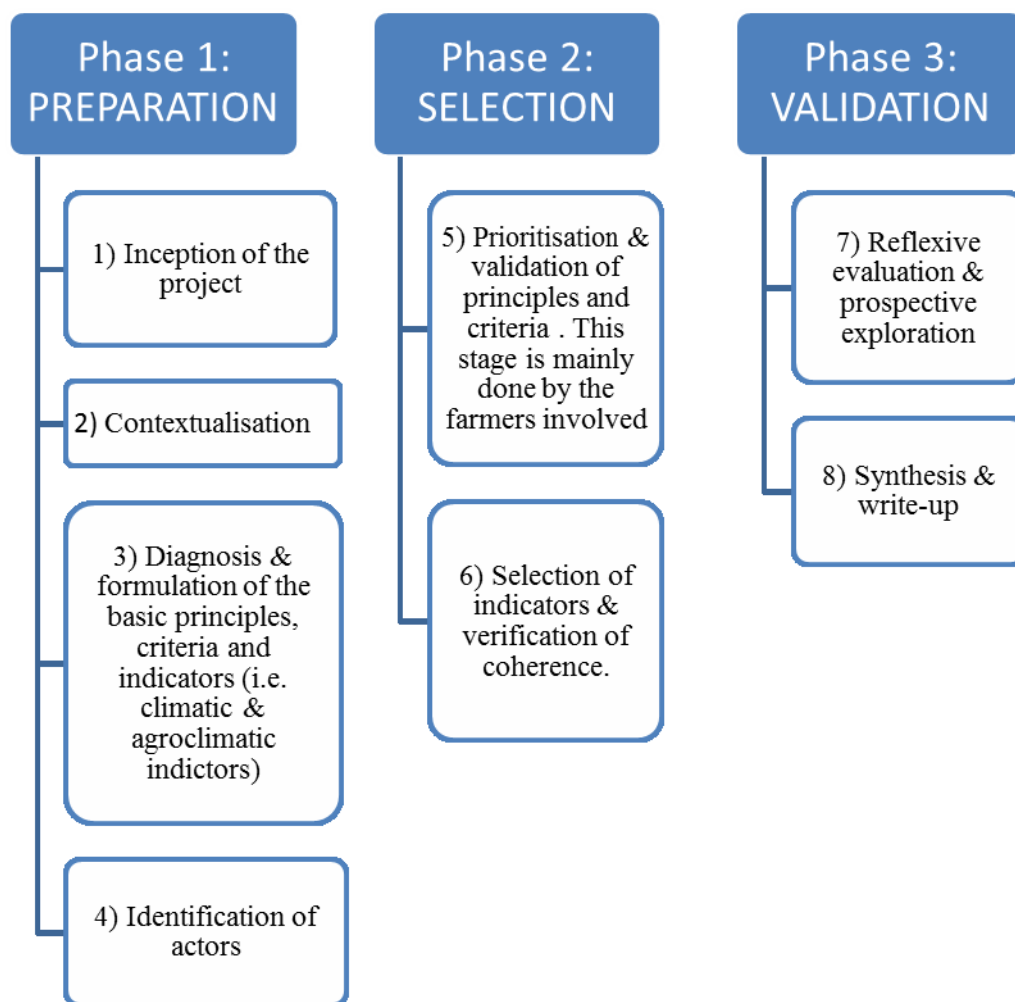 Phase 1:
PREPARATION
1) Inception of the
project
2) Contextualisation
3) Diagnosis &
formulation of the
basic principles,
criteria and
indicators (i.e.
climatic &
agroclimatic
indictors)
4) Identification of
actors
Phase 2:
SELECTION
5) Prioritisation &
validation of
principles and
criteria . This
stage is mainly
done by the
farmers involved
6) Selection of
indicators &
verification of
coherence.
Phase 3:
VALIDATION
7) Reflexive
evaluation &
prospective
exploration
8) Synthesis &
write-up